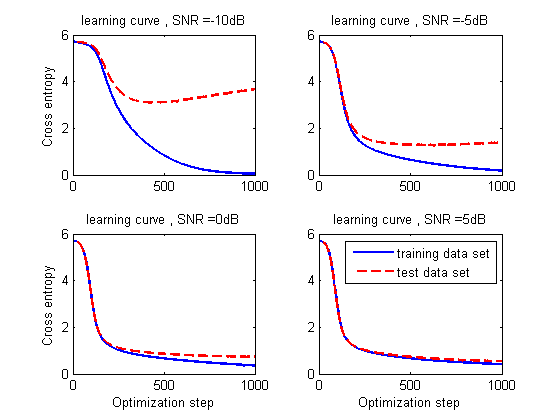 learning curve , SNR =-10dB
learning curve , SNR =-5dB
6
4
2
0
Cross entropy
0
500
1000
6
4
2
0
0
500
1000
learning curve , SNR =0dB
learning curve , SNR =5dB
6
4
2
0
Cross entropy
0
500
1000
Optimization step
6
4
2
0
training data set
test data set
0
500
1000
Optimization step